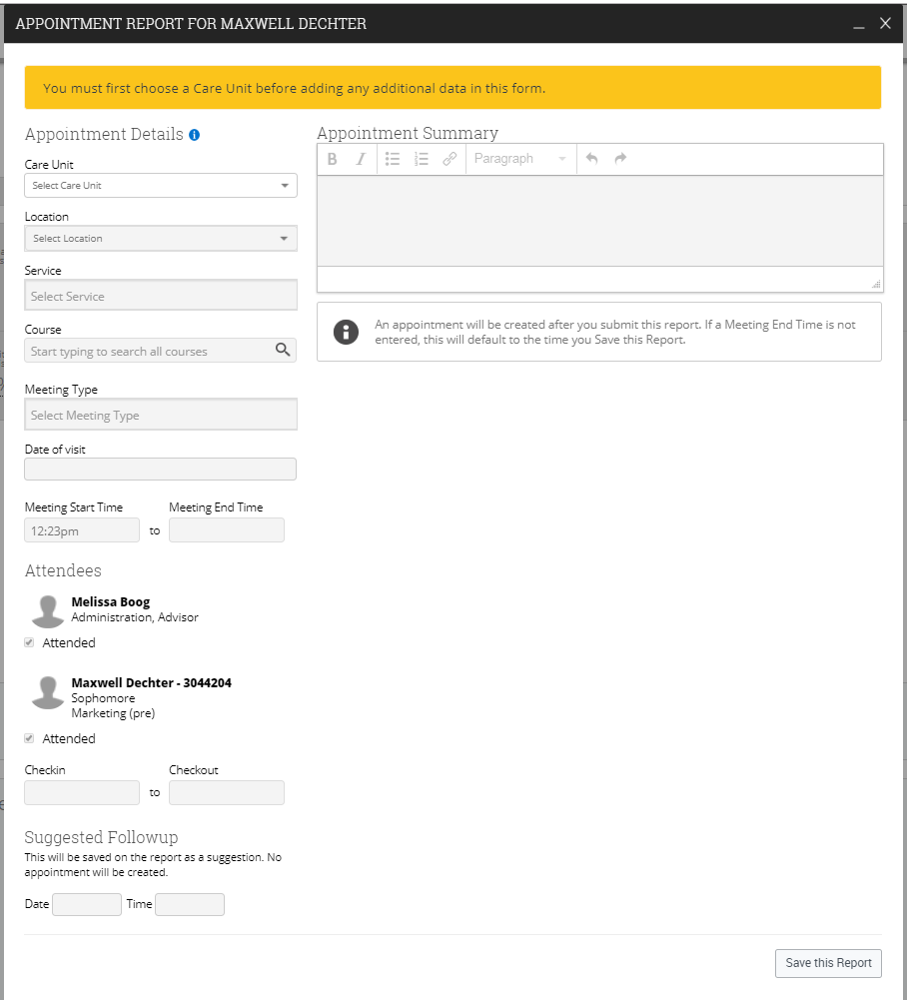 APPOINTMENT REPORT FOR MAXWELL DECHTER
You must first choose a Care Unit before adding any additional data in this form.
Appointment Details
Care Unit
Select Care Unit
Location
Select Location
Service
Select Service
Course
Start typing to search all courses
Meeting Type
Select Meeting Type
Date of visit
Meeting Start Time
Meeting End Time
12:23pm
to
Attendees
Melissa Boog
Administration, Advisor
Attended
Maxwell Dechter - 3044204
Sophomore
Marketing (pre)
Attended
Checkin
Checkout
to
Suggested Followup
This will be saved on the report as a suggestion. No
appointment will be created.
Date
Time
Appointment Summary
B I Paragraph
An appointment will be created after you submit this report. If a Meeting End Time is not
entered, this will default to the time you Save this Report.
Save this Report